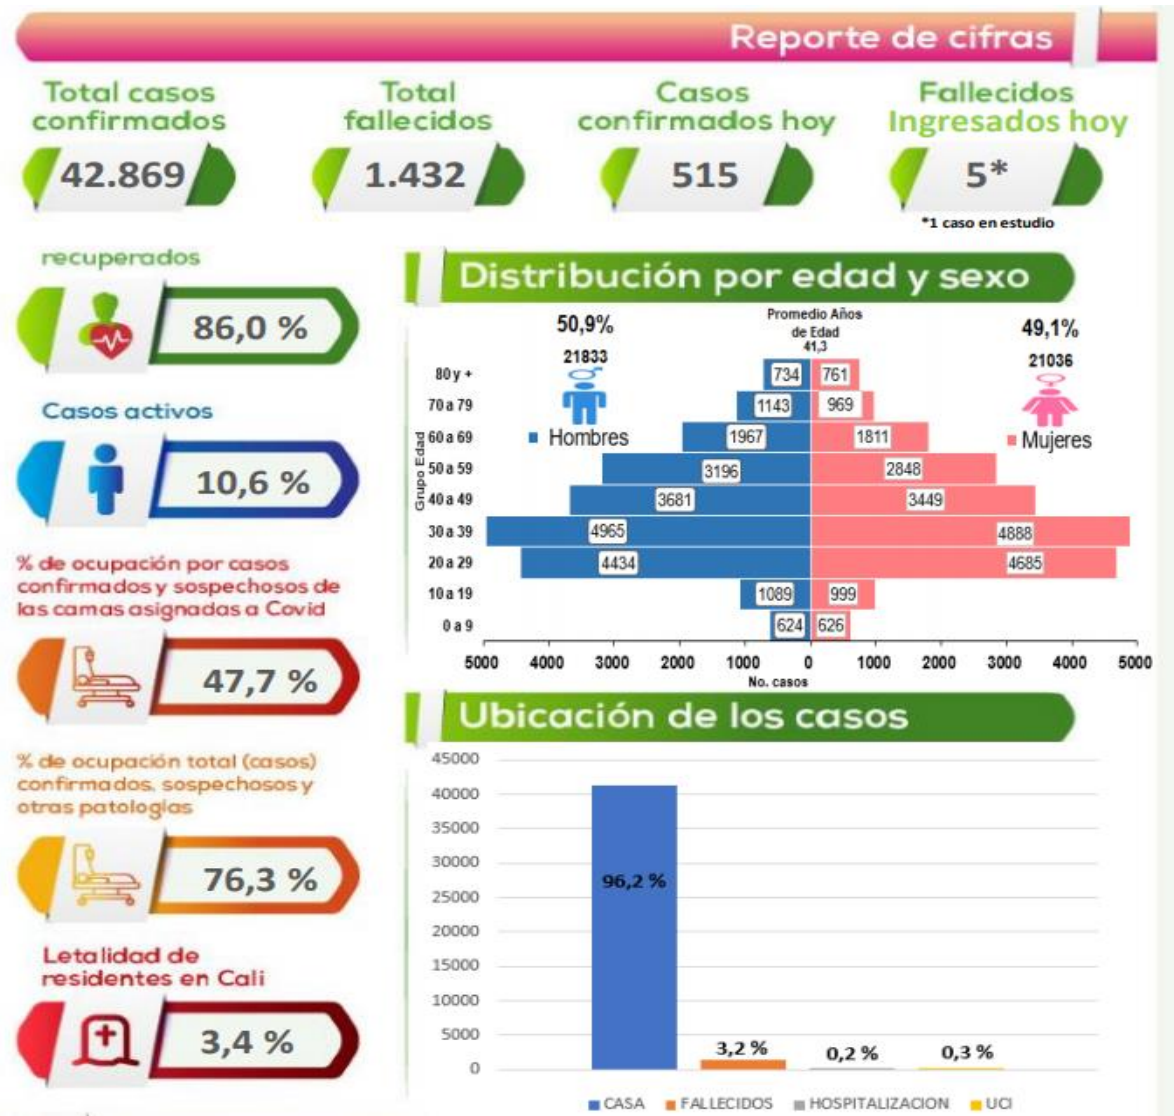 Reporte de cifras
Total casos
confirmados
42.869
Total
fallecidos
1.432
Casos
confirmados hoy
515
Fallecidos
Ingresados hoy
5*
*1 caso en estudio
recuperados
86,0 %
Casos activos
10,6 %
% de ocupación por casos
confirmados y sospechosos de
las camas asignadas a Covid
47,7 %
% de ocupación total (casos)
confirmados, sospechosos y
otras patologías
76,3 %
Letalidad de
residentes en Cali
3,4 %
Distribución por edad y sexo
50,9%
21833
Hombres
Promedio Años
de Edad
41,3
49,1%
21036
Mujeres
Grupo Edad
80 y + 734 761
70 a 79 1143 969
60 a 69 1967 1811
50 a 59 3196 2848
40 a 49 3681 3449
30 a 39 4965 4888
20 a 29 4434 4685
10 a 19 1089 999
0 a 9 624 626
5000 4000 3000 2000 1000 0 1000 2000 3000 4000 5000
No. casos
Ubicación de los casos
45000
40000
35000
30000
25000
20000
15000
10000
5000
0
96,2 %
3,2 %
0,2 %
0,3 %
CASA FALLECIDOS HOSPITALIZACION UCI